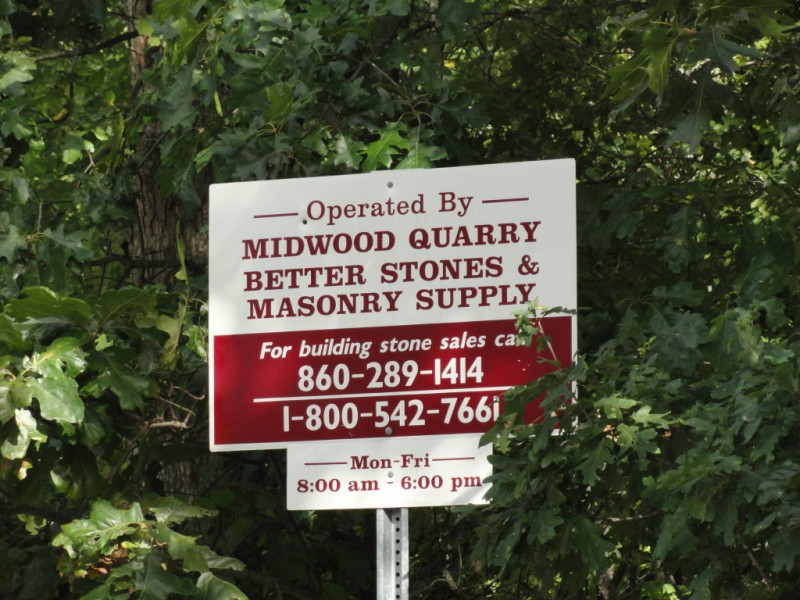 Operated By
MIDWOOD QUARRY
BETTER STONES &
MASONRY SUPPLY
For building stone sales
860-289-1414
1-800-542-766
Mon-Fri
8:00 am - 6:00 pm